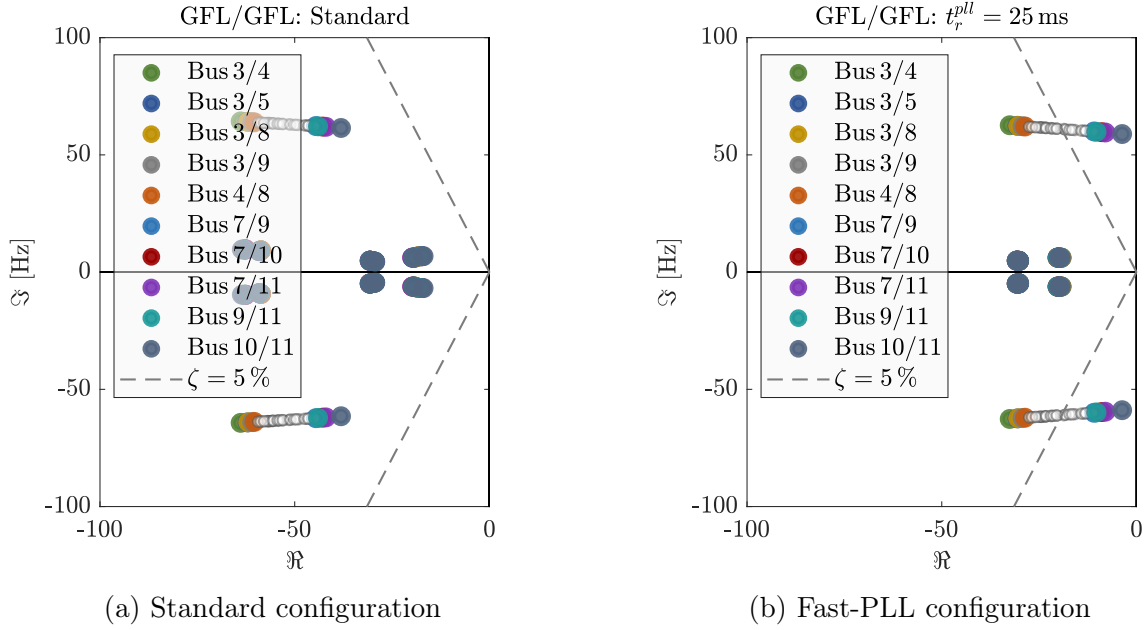 GFL/GFL: Standard
100
50
0
-50
-100
ℑ [Hz]
Bus 3/4
Bus 3/5
Bus 3/8
Bus 3/9
Bus 4/8
Bus 7/9
Bus 7/10
Bus 7/11
Bus 9/11
Bus 10/11
ζ = 5 %
-100
-50
0
ℜ
(a) Standard configuration
GFL/GFL: t_r^{pll} = 25 ms
100
50
0
-50
-100
ℑ [Hz]
Bus 3/4
Bus 3/5
Bus 3/8
Bus 3/9
Bus 4/8
Bus 7/9
Bus 7/10
Bus 7/11
Bus 9/11
Bus 10/11
ζ = 5 %
-100
-50
0
ℜ
(b) Fast-PLL configuration